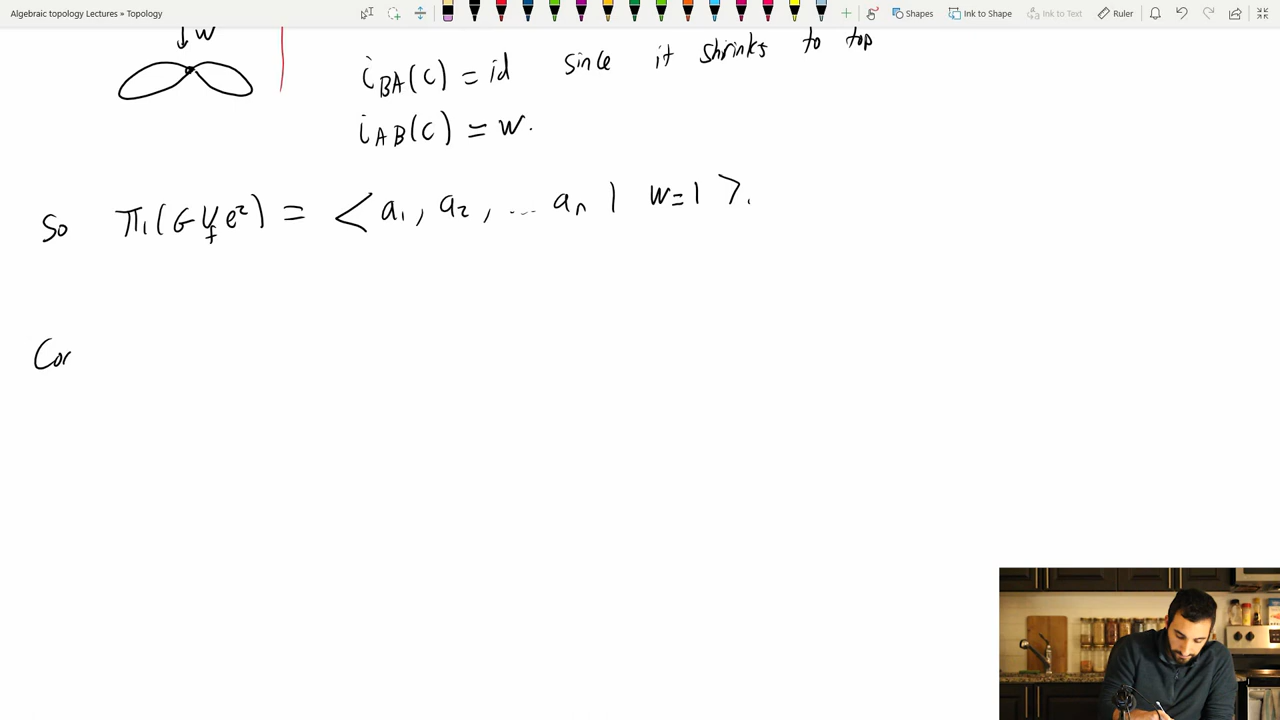 Algebraic topology Lectures – Topology
Shapes Ink to Shape Ink to Text Ruler
↓w
i_BA(c) = id since it shrinks to top
i_AB(c) = w.
So π₁(G ∪_f e²) = < a₁, a₂, ... aₙ | w=1 >.
Cor